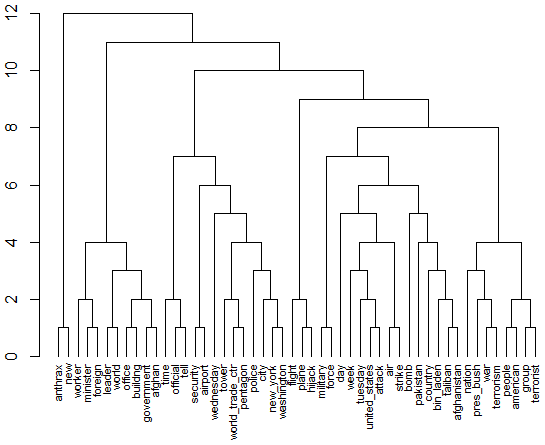 12
10
8
6
4
2
0
anthrax
new
worker
minister
foreign
leader
world
office
building
government
afghan
time
official
tell
security
airport
wednesday
tower
world_trade_ctr
pentagon
police
city
new_york
washington
flight
plane
hijack
military
force
day
week
tuesday
united_states
attack
air
strike
bomb
pakistan
country
bin_laden
taliban
afghanistan
nation
pres_bush
war
terrorism
people
american
group
terrorist